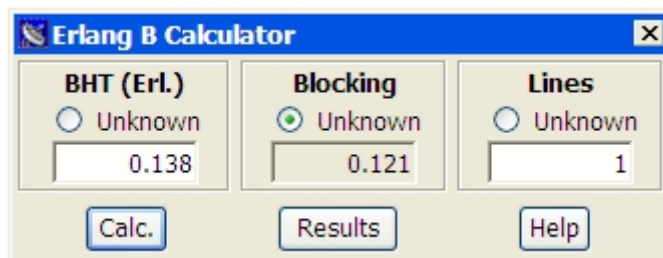 Erlang B Calculator
BHT (Erl.) Blocking Lines
Unknown Unknown Unknown
0.138 0.121 1
Calc. Results Help